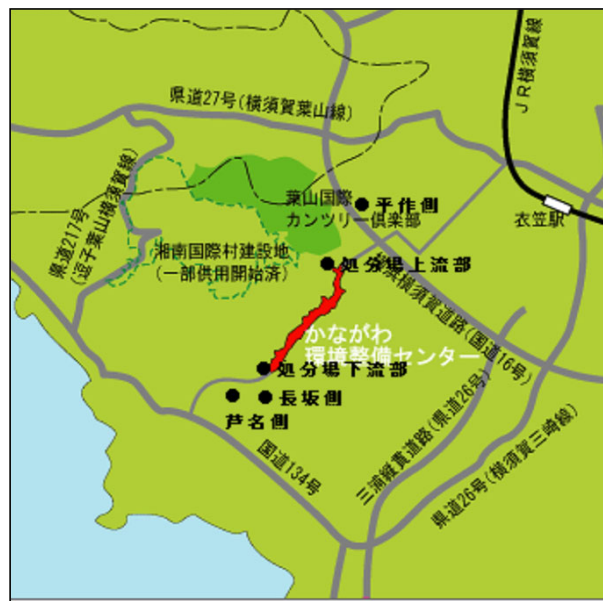 県道27号(横須賀葉山線)
JR横須賀線
葉山国際
カンツリー倶楽部
平作側
衣笠駅
県道217号
(逗子葉山横須賀線)
湘南国際村建設地
(一部供用開始済)
処分場上流部
横浜横須賀道路(国道16号)
かながわ
環境整備センター
処分場下流部
長坂側
芦名側
国道134号
三浦縦貫道路(県道26号)
県道26号(横須賀三崎線)